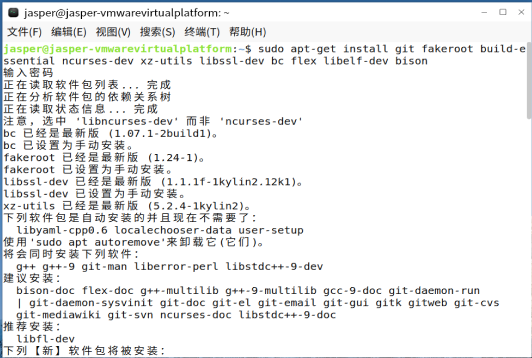 jasper@jasper-vmwarevirtualplatform: ~
文件(F) 编辑(E) 视图(V) 搜索(S) 终端(T) 帮助(H)
jasper@jasper-vmwarevirtualplatform:~$ sudo apt-get install git fakeroot build-e
ssential ncurses-dev xz-utils libssl-dev bc flex libelf-dev bison
输入密码
正在读取软件包列表... 完成
正在分析软件包的依赖关系树
正在读取状态信息... 完成
注意，选中 'libncurses-dev' 而非 'ncurses-dev'
bc 已经是最新版 (1.07.1-2build1)。
bc 已设置为手动安装。
fakeroot 已经是最新版 (1.24-1)。
fakeroot 已设置为手动安装。
libssl-dev 已经是最新版 (1.1.1f-1kylin2.12k1)。
libssl-dev 已设置为手动安装。
xz-utils 已经是最新版 (5.2.4-1kylin2)。
下列软件包是自动安装的并且现在不需要了：
libyaml-cpp0.6 localechooser-data user-setup
使用'sudo apt autoremove'来卸载它(它们)。
将会同时安装下列软件：
g++ g++-9 git-man liberror-perl libstdc++-9-dev
建议安装：
bison-doc flex-doc g++-multilib g++-9-multilib gcc-9-doc git-daemon-run
| git-daemon-sysvinit git-doc git-el git-email git-gui gitk gitweb git-cvs
git-mediawiki git-svn ncurses-doc libstdc++-9-doc
推荐安装：
libfl-dev
下列【新】软件包将被安装：